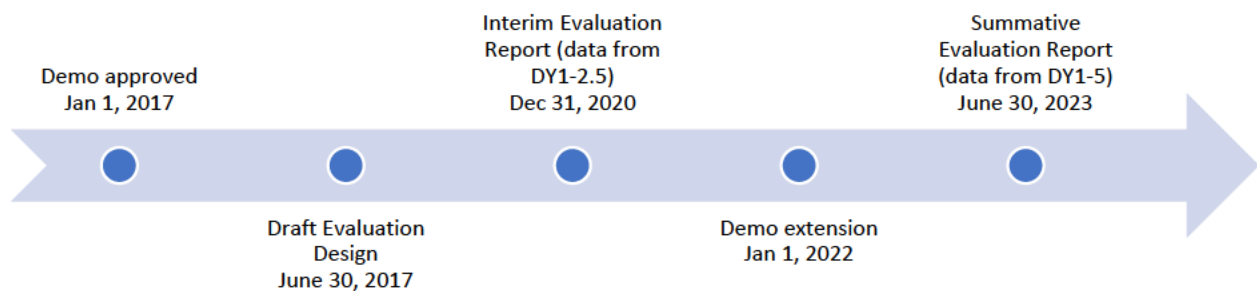 Demo approved
Jan 1, 2017
Draft Evaluation
Design
June 30, 2017
Interim Evaluation
Report (data from
DY1-2.5)
Dec 31, 2020
Demo extension
Jan 1, 2022
Summative
Evaluation Report
(data from DY1-5)
June 30, 2023